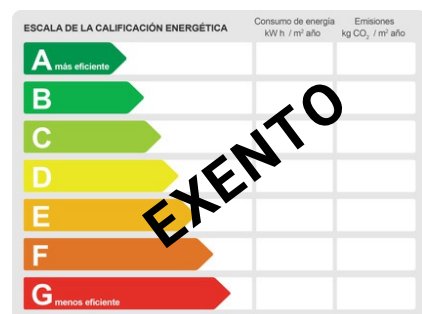 ESCALA DE LA CALIFICACIÓN ENERGÉTICA
Consumo de energía
kW h / m² año
Emisiones
kg CO₂ / m² año
A más eficiente
B
C
D
E
F
G menos eficiente
EXENTO